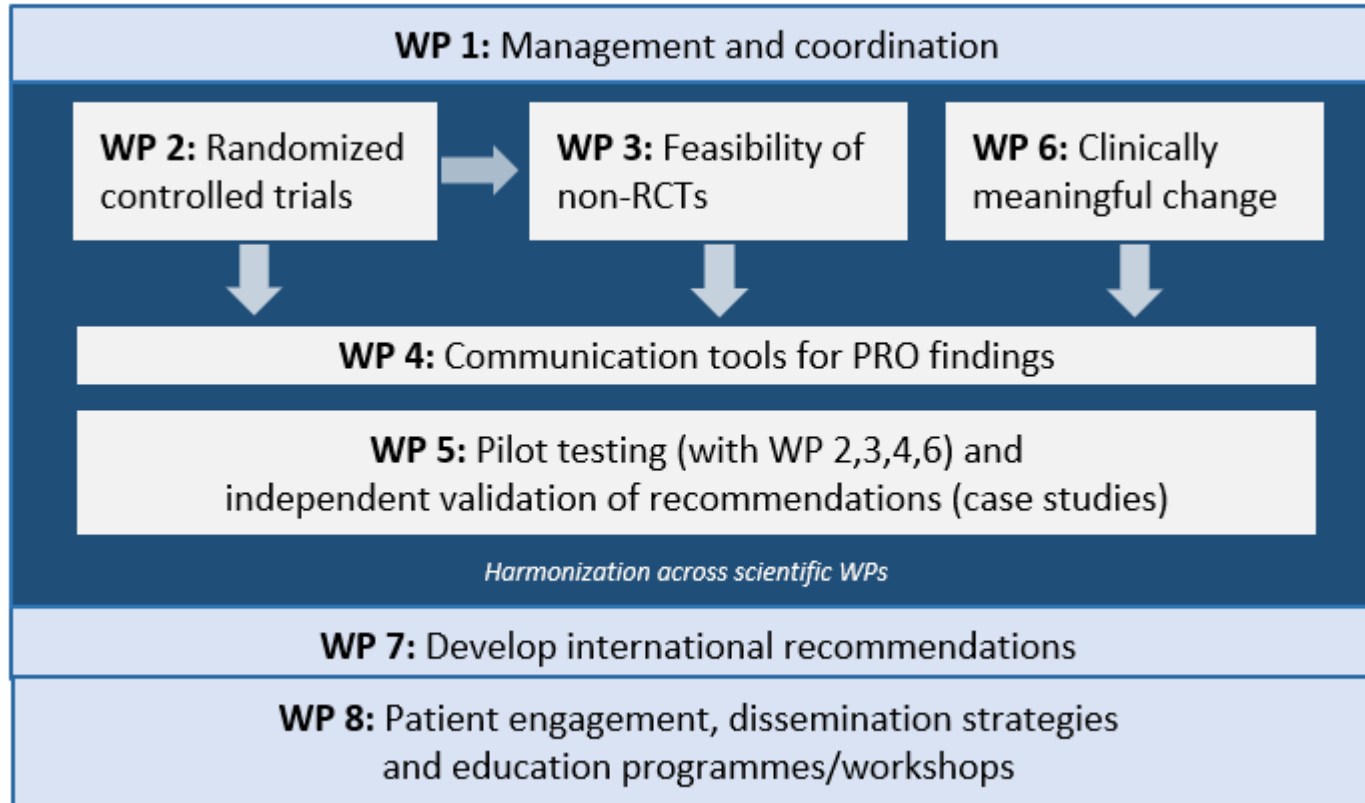 WP 1: Management and coordination
WP 2: Randomized
controlled trials
WP 3: Feasibility of
non-RCTs
WP 6: Clinically
meaningful change
WP 4: Communication tools for PRO findings
WP 5: Pilot testing (with WP 2,3,4,6) and
independent validation of recommendations (case studies)
Harmonization across scientific WPs
WP 7: Develop international recommendations
WP 8: Patient engagement, dissemination strategies
and education programmes/workshops